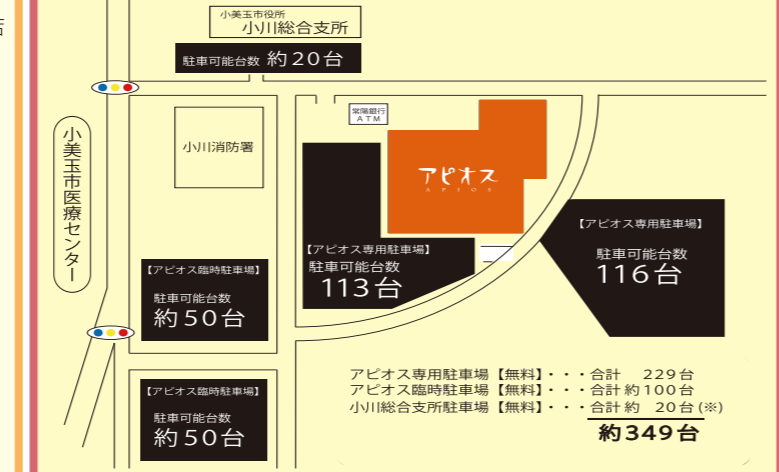 小美玉市役所
小川総合支所
駐車可能台数 約20台
常陽銀行
ATM
小川消防署
小美玉市医療センター
アピオス
APIOS
【アピオス専用駐車場】
駐車可能台数
113台
【アピオス専用駐車場】
駐車可能台数
116台
【アピオス臨時駐車場】
駐車可能台数
約50台
【アピオス臨時駐車場】
駐車可能台数
約50台
アピオス専用駐車場【無料】・・・合計 229台
アピオス臨時駐車場【無料】・・・合計 約100台
小川総合支所駐車場【無料】・・・合計 約 20台(※)
約349台